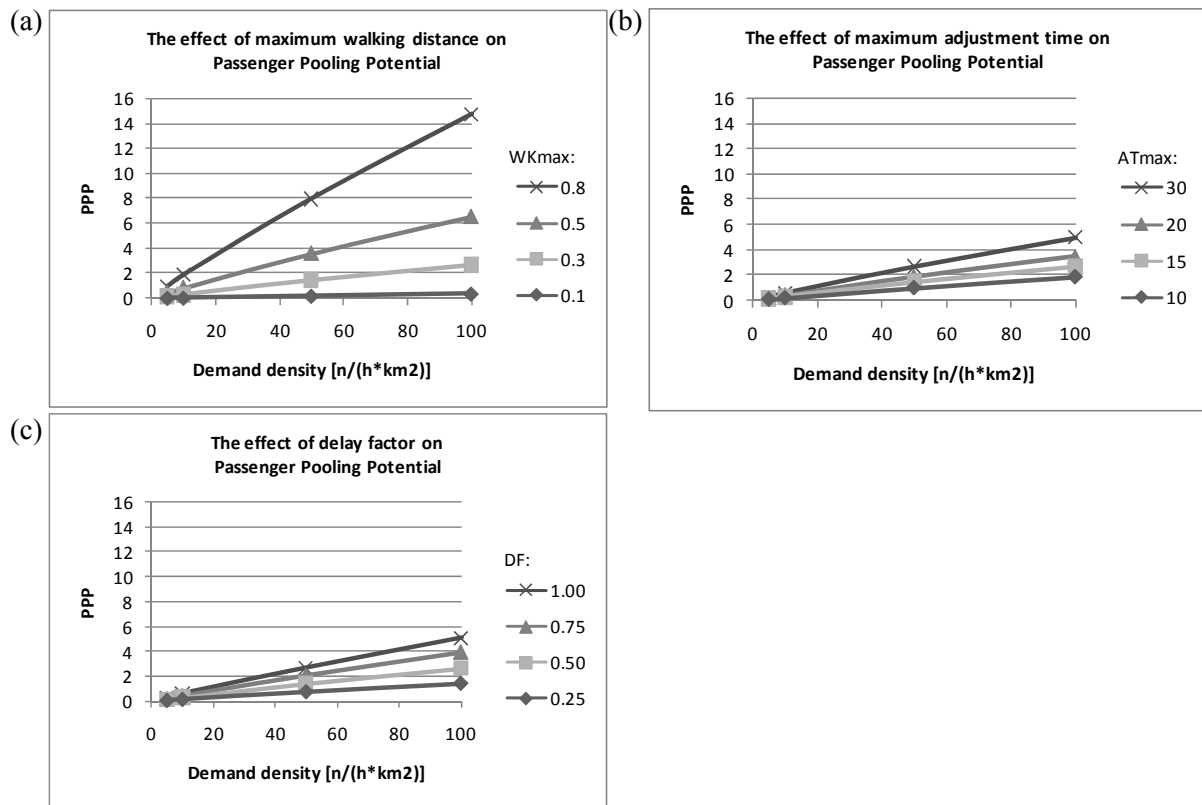 (a)
The effect of maximum walking distance on
Passenger Pooling Potential
16
14
12
10
8
6
4
2
0
PPP
0 20 40 60 80 100
Demand density [n/(h*km2)]
WKmax:
0.8
0.5
0.3
0.1
(b)
The effect of maximum adjustment time on
Passenger Pooling Potential
16
14
12
10
8
6
4
2
0
PPP
0 20 40 60 80 100
Demand density [n/(h*km2)]
ATmax:
30
20
15
10
(c)
The effect of delay factor on
Passenger Pooling Potential
16
14
12
10
8
6
4
2
0
PPP
0 20 40 60 80 100
Demand density [n/(h*km2)]
DF:
1.00
0.75
0.50
0.25